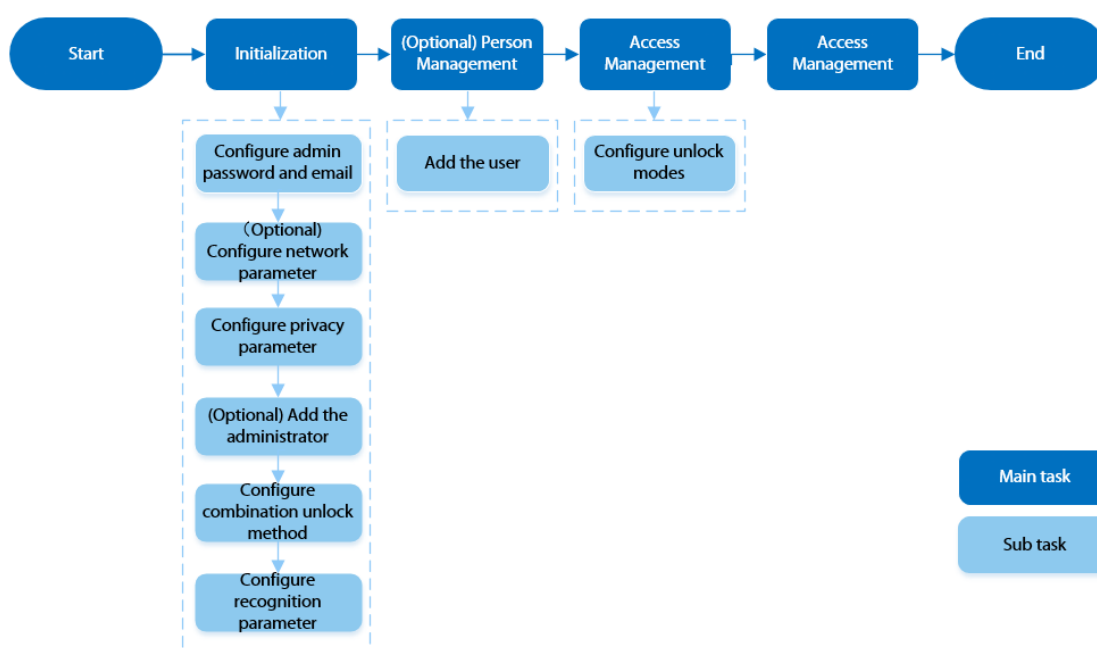 Start
Initialization
(Optional) Person
Management
Access
Management
Access
Management
End
Configure admin
password and email
（Optional)
Configure network
parameter
Configure privacy
parameter
(Optional) Add the
administrator
Configure
combination unlock
method
Configure
recognition
parameter
Add the user
Configure unlock
modes
Main task
Sub task